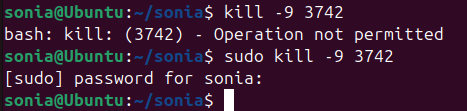 sonia@Ubuntu:~/sonia$ kill -9 3742
bash: kill: (3742) - Operation not permitted
sonia@Ubuntu:~/sonia$ sudo kill -9 3742
[sudo] password for sonia:
sonia@Ubuntu:~/sonia$